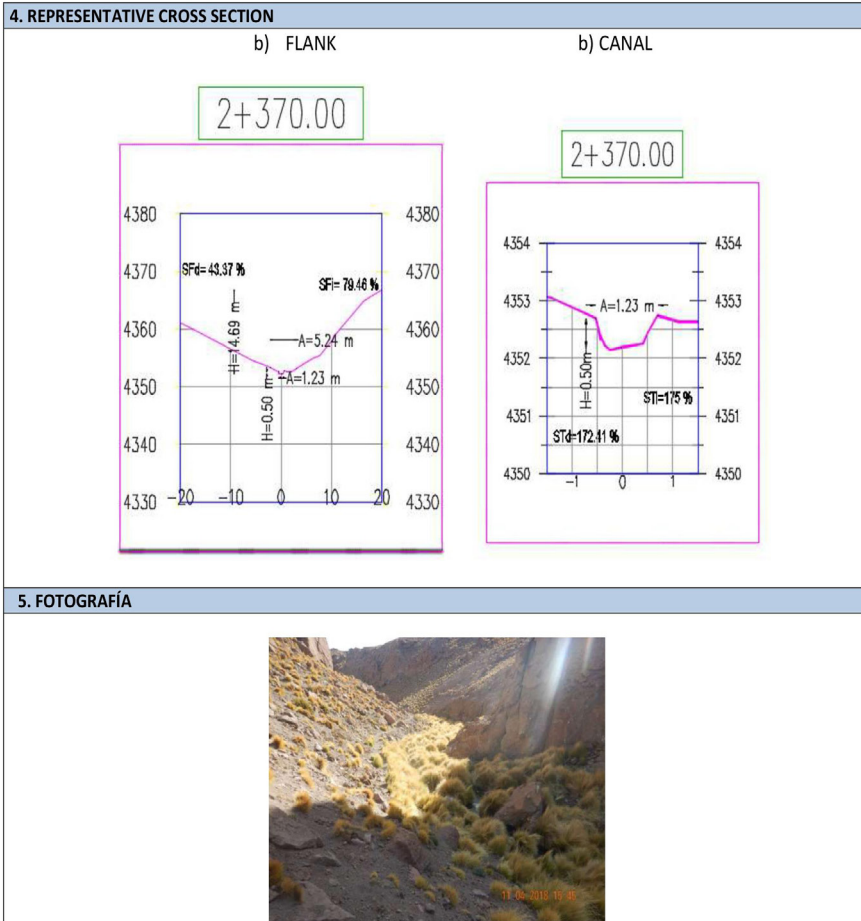 4. REPRESENTATIVE CROSS SECTION
b) FLANK
b) CANAL
2+370.00
4380
4380
SFd= 43.37 %
4370
4370
SFi= 79.46 %
4360
4360
H=14.69 m
A=5.24 m
4350
4350
A=1.23 m
H=0.50 m
4340
4340
4330
4330
-20 -10 0 10 20
2+370.00
4354
4354
4353
4353
A=1.23 m
4352
4352
H=0.50m
STi=175 %
4351
4351
STd=172.41 %
4350
4350
-1 0 1
5. FOTOGRAFÍA